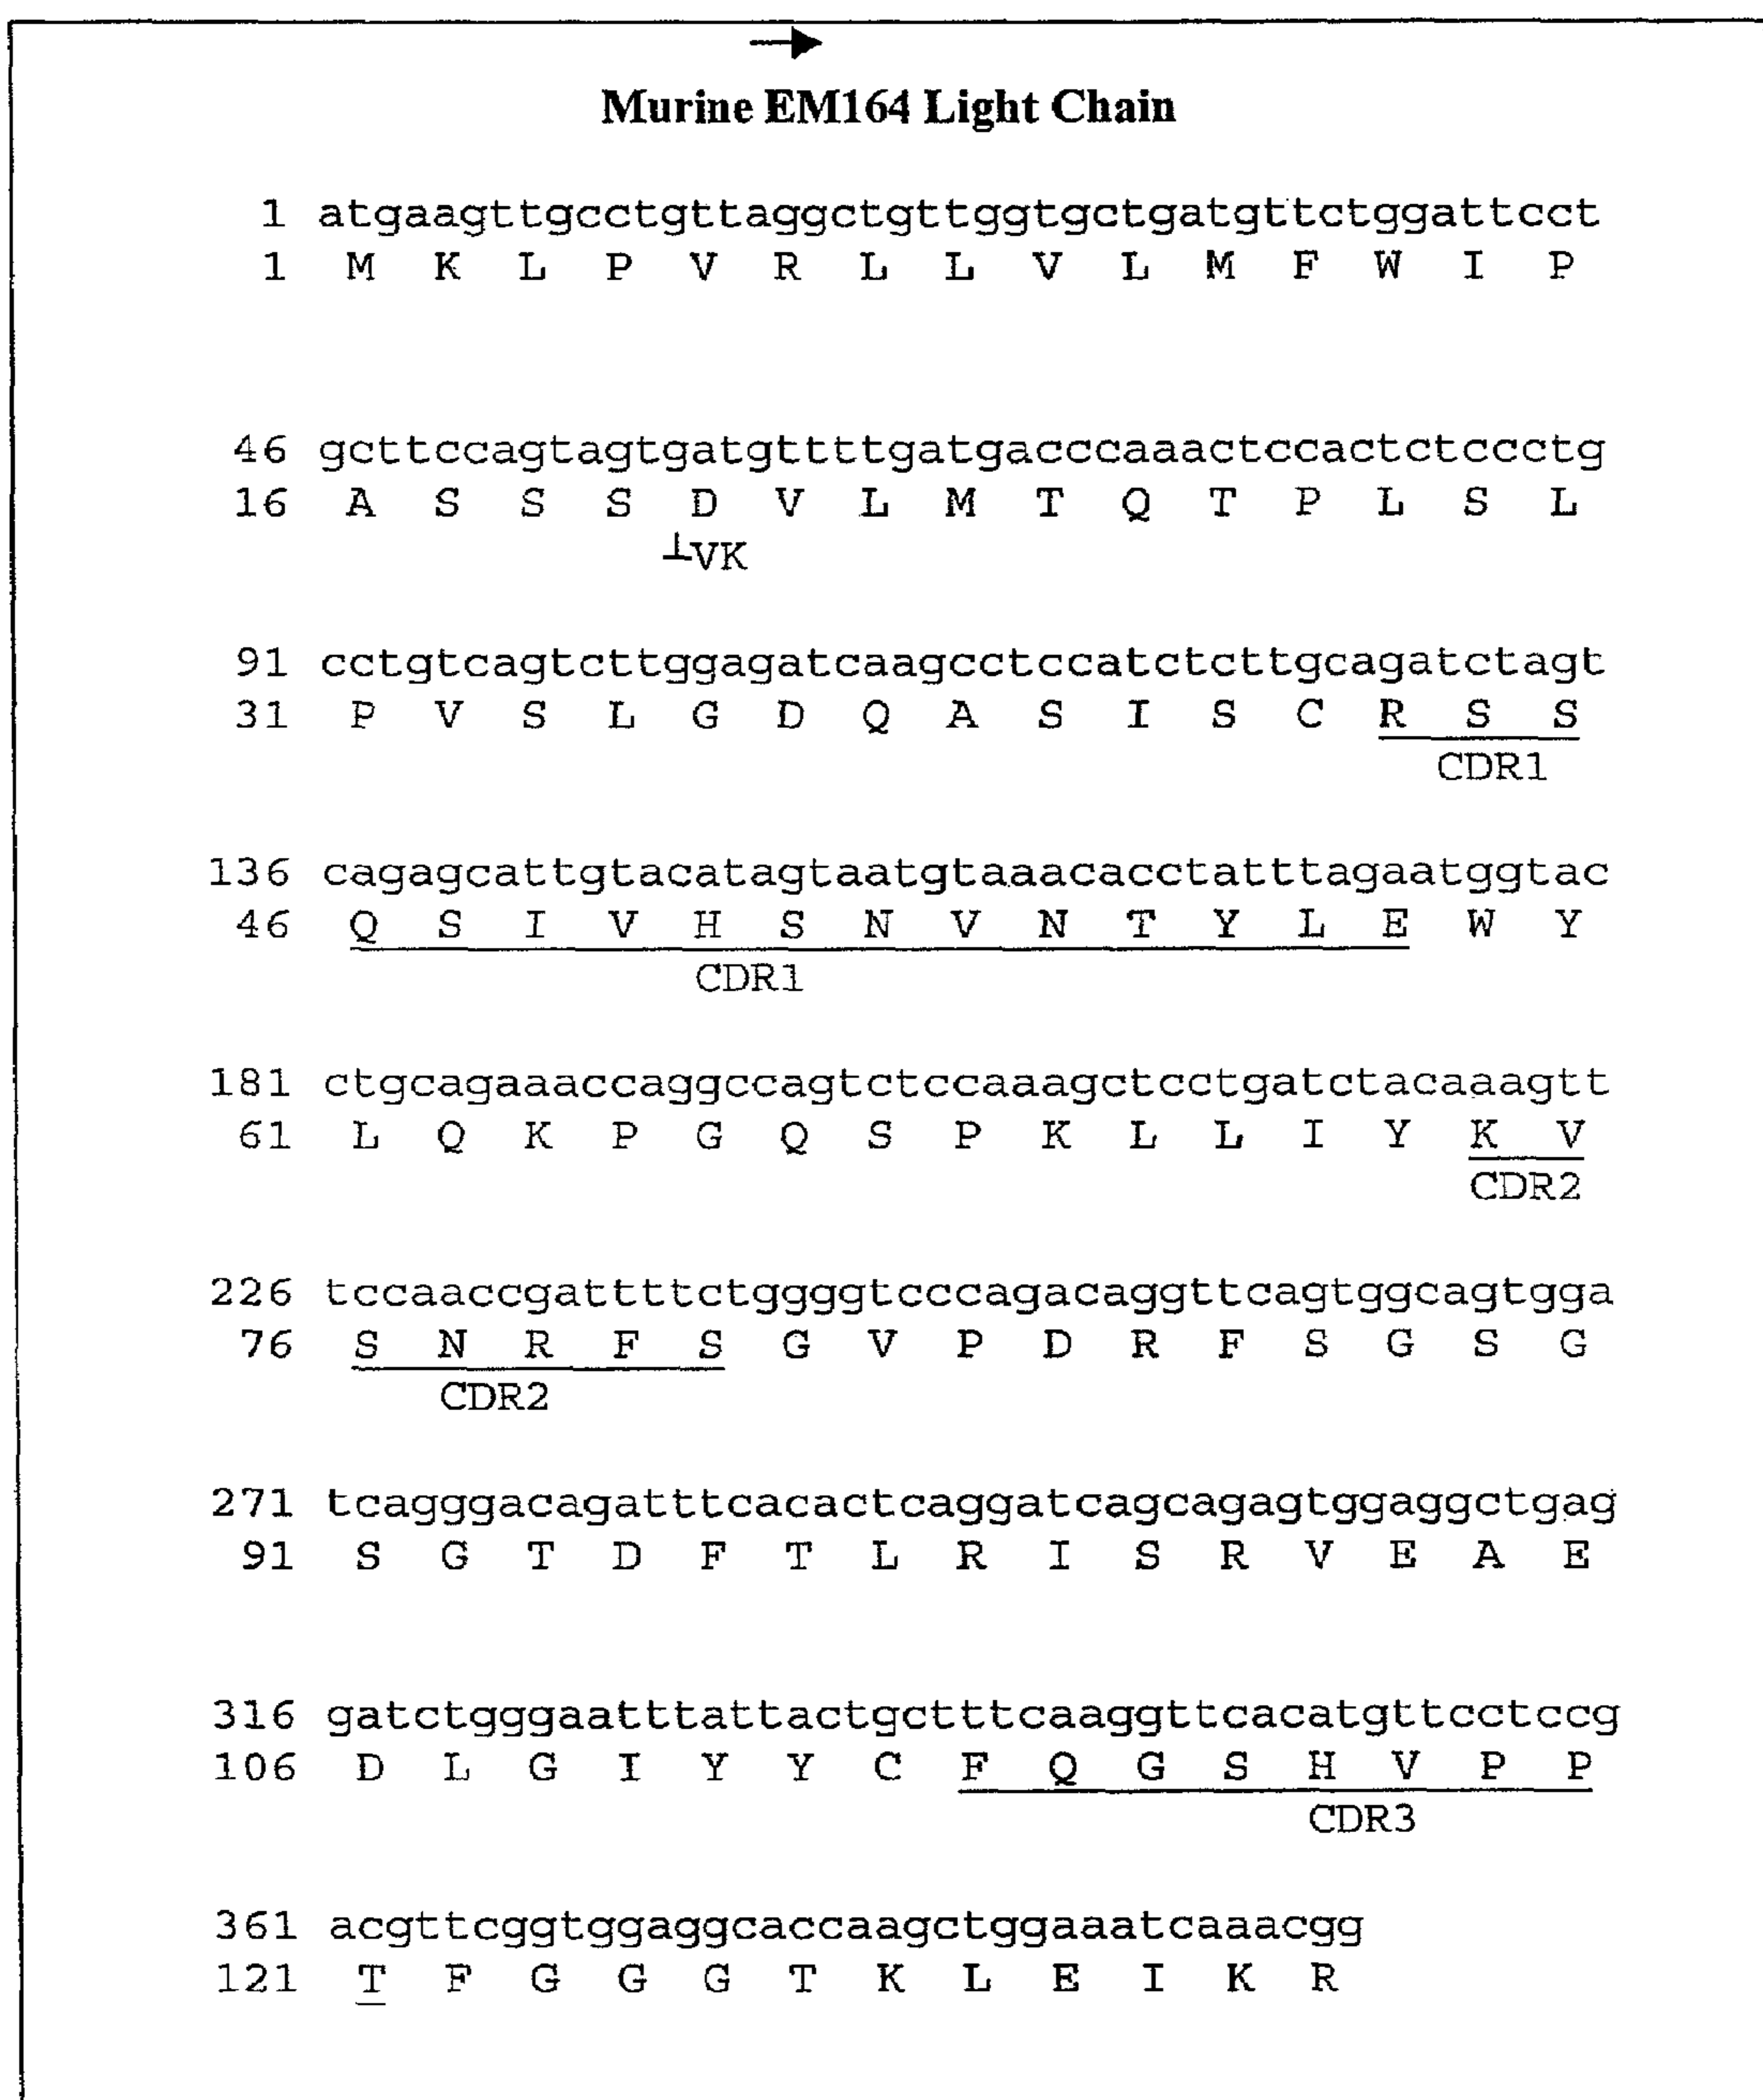 Murine EM164 Light Chain
1 atgaagttgcctgttaggctgttggtgctgatgttctggattcct
1 M K L P V R L L V L M F W I P
46 gcttccagtagtgatgttttgatgacccaaactccactctccctg
16 A S S S D V L M T Q T P L S L
┴VK
91 cctgtcagtcttggagatcaagcctccatctcttgcagatctagt
31 P V S L G D Q A S I S C R S S
CDR1
136 cagagcattgtacatagtaatgtaaacacctatttagaatggtac
46 Q S I V H S N V N T Y L E W Y
CDR1
181 ctgcagaaaccaggccagtctccaaagctcctgatctacaaagtt
61 L Q K P G Q S P K L L I Y K V
CDR2
226 tccaaccgattttctggggtcccagacaggttcagtggcagtgga
76 S N R F S G V P D R F S G S G
CDR2
271 tcagggacagatttcacactcaggatcagcagagtggaggctgag
91 S G T D F T L R I S R V E A E
316 gatctgggaatttattactgctttcaaggttcacatgttcctccg
106 D L G I Y Y C F Q G S H V P P
CDR3
361 acgttcggtggaggcaccaagctggaaatcaaacgg
121 T F G G G T K L E I K R